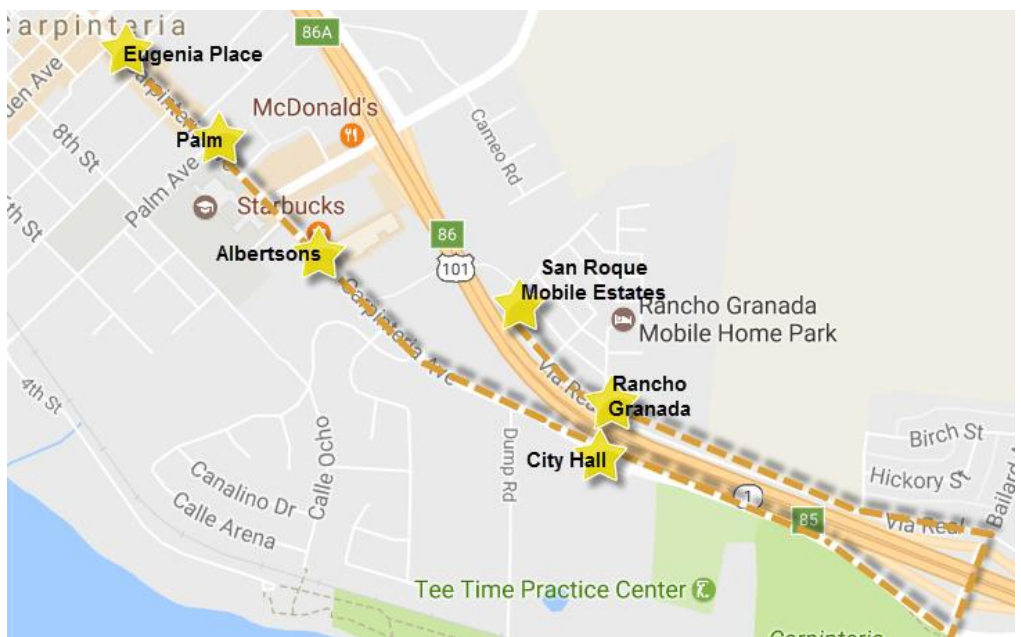 Carpinteria
86A
Eugenia Place
Carpinteria
McDonald's
8th St
Palm
Palm Ave
Cameo Rd
Starbucks
86
101
Albertsons
San Roque
Mobile Estates
Rancho Granada
Mobile Home Park
Carpinteria Ave
Via Real
4th St
Rancho
Granada
Calle Ocho
Dump Rd
City Hall
Birch St
Hickory St
Canalino Dr
1
85
Via Real
Calle Arena
Tee Time Practice Center
Carpinteria